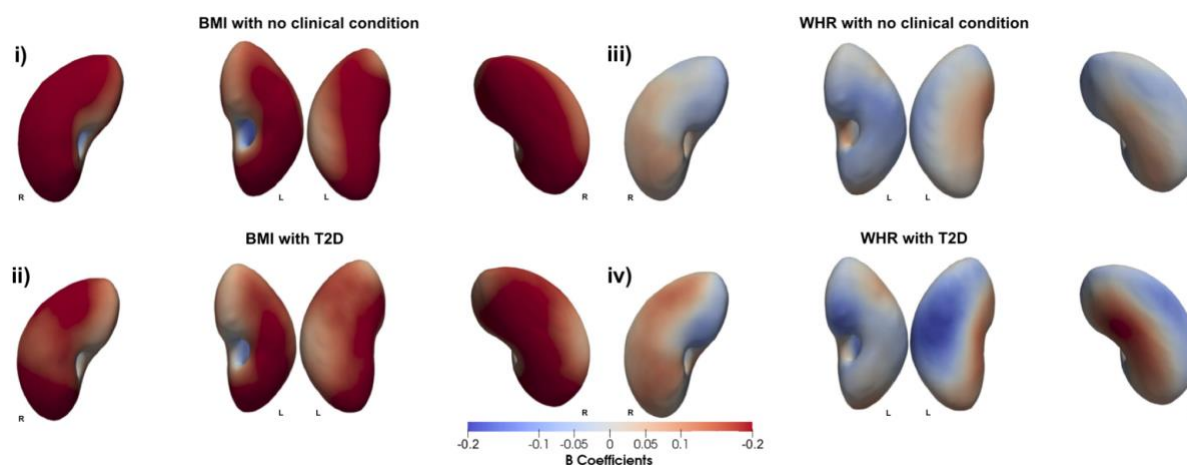 BMI with no clinical condition
WHR with no clinical condition
i)
iii)
R
L
L
R
R
L
L
BMI with T2D
WHR with T2D
ii)
iv)
R
L
L
R
R
L
L
-0.2 -0.1 -0.05 0 0.05 0.1 -0.2
B Coefficients